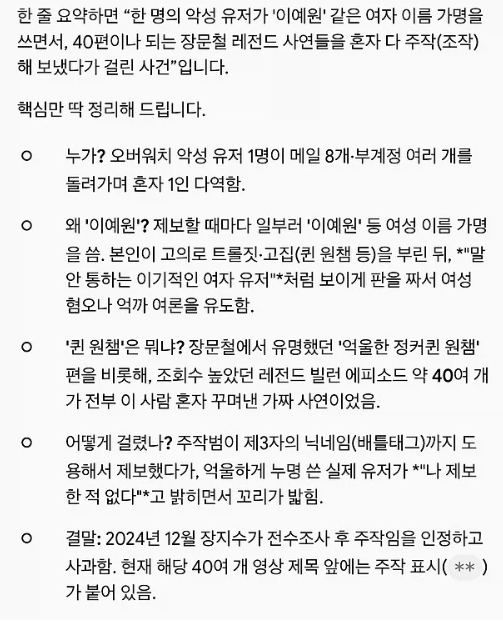 한 줄 요약하면 “한 명의 악성 유저가 '이예원' 같은 여자 이름 가명을
쓰면서, 40편이나 되는 장문철 레전드 사연들을 혼자 다 주작(조작)
해 보냈다가 걸린 사건”입니다.
핵심만 딱 정리해 드립니다.
누가? 오버워치 악성 유저 1명이 메일 8개·부계정 여러 개를
돌려가며 혼자 1인 다역함.
왜 '이예원'? 제보할 때마다 일부러 '이예원' 등 여성 이름 가명
을 씀. 본인이 고의로 트롤짓·고집(퀸 원챔 등)을 부린 뒤, *"말
안 통하는 이기적인 여자 유저"*처럼 보이게 판을 짜서 여성
혐오나 억까 여론을 유도함.
'퀸 원챔'은 뭐냐? 장문철에서 유명했던 '억울한 정커퀸 원챔'
편을 비롯해, 조회수 높았던 레전드 빌런 에피소드 약 40여 개
가 전부 이 사람 혼자 꾸며낸 가짜 사연이었음.
어떻게 걸렸나? 주작범이 제3자의 닉네임(배틀태그)까지 도
용해서 제보했다가, 억울하게 누명 쓴 실제 유저가 *"나 제보
한 적 없다"*고 밝히면서 꼬리가 밟힘.
결말: 2024년 12월 장지수가 전수조사 후 주작임을 인정하고
사과함. 현재 해당 40여 개 영상 제목 앞에는 주작 표시( ** )
가 붙어 있음.